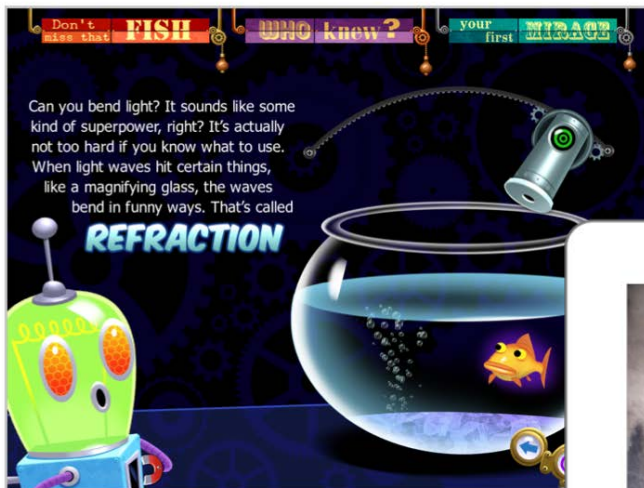 Don't FISH
miss that
WHO knew?
your MIRAGE
first
Can you bend light? It sounds like some
kind of superpower, right? It's actually
not too hard if you know what to use.
When light waves hit certain things,
like a magnifying glass, the waves
bend in funny ways. That's called
REFRACTION